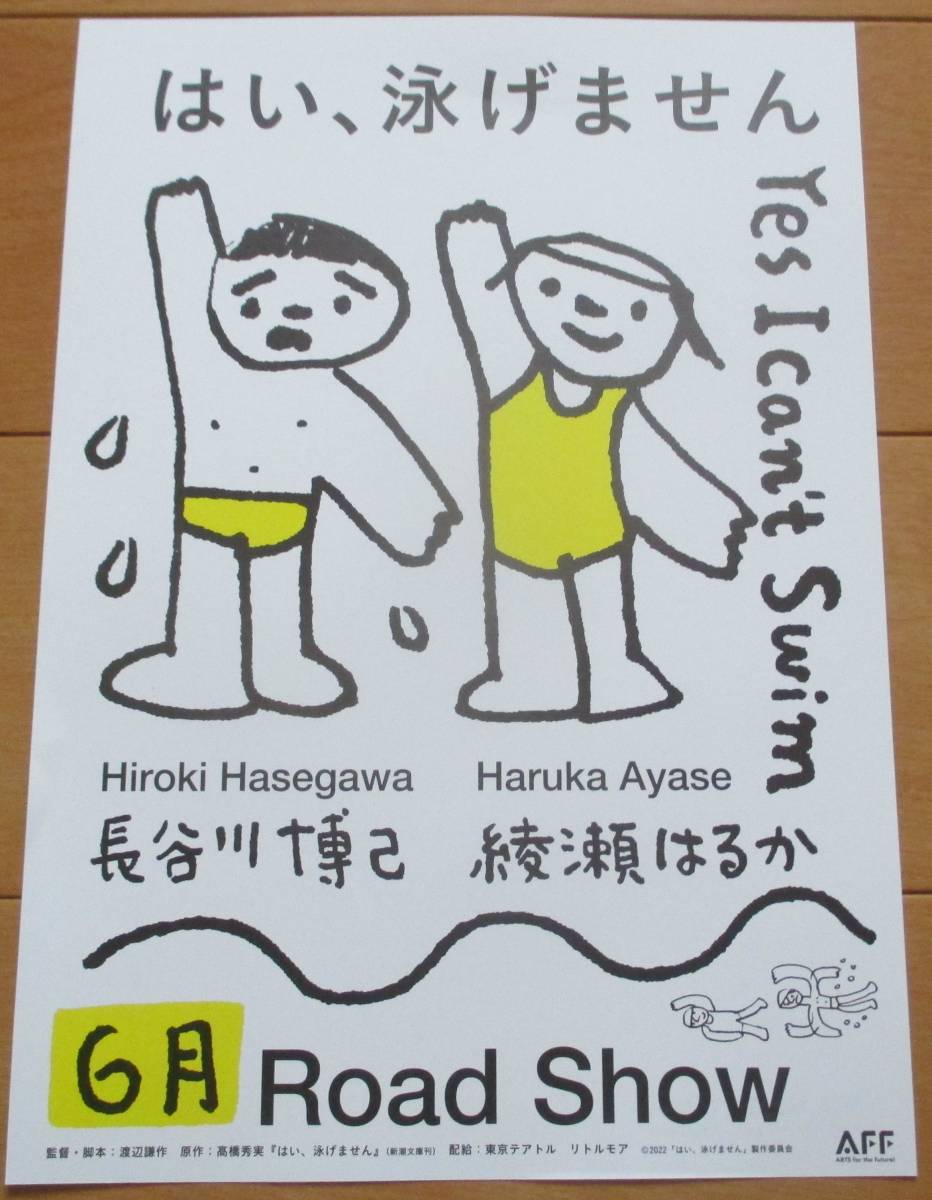 はい、泳げません
Yes I can't Swim
Hiroki Hasegawa
長谷川博己
Haruka Ayase
綾瀬はるか
6月
Road Show
監督・脚本：渡辺謙作 原作：髙橋秀実『はい、泳げません』（新潮文庫刊） 配給：東京テアトル リトルモア ©2022「はい、泳げません」製作委員会
AFF
ARTS for the future!